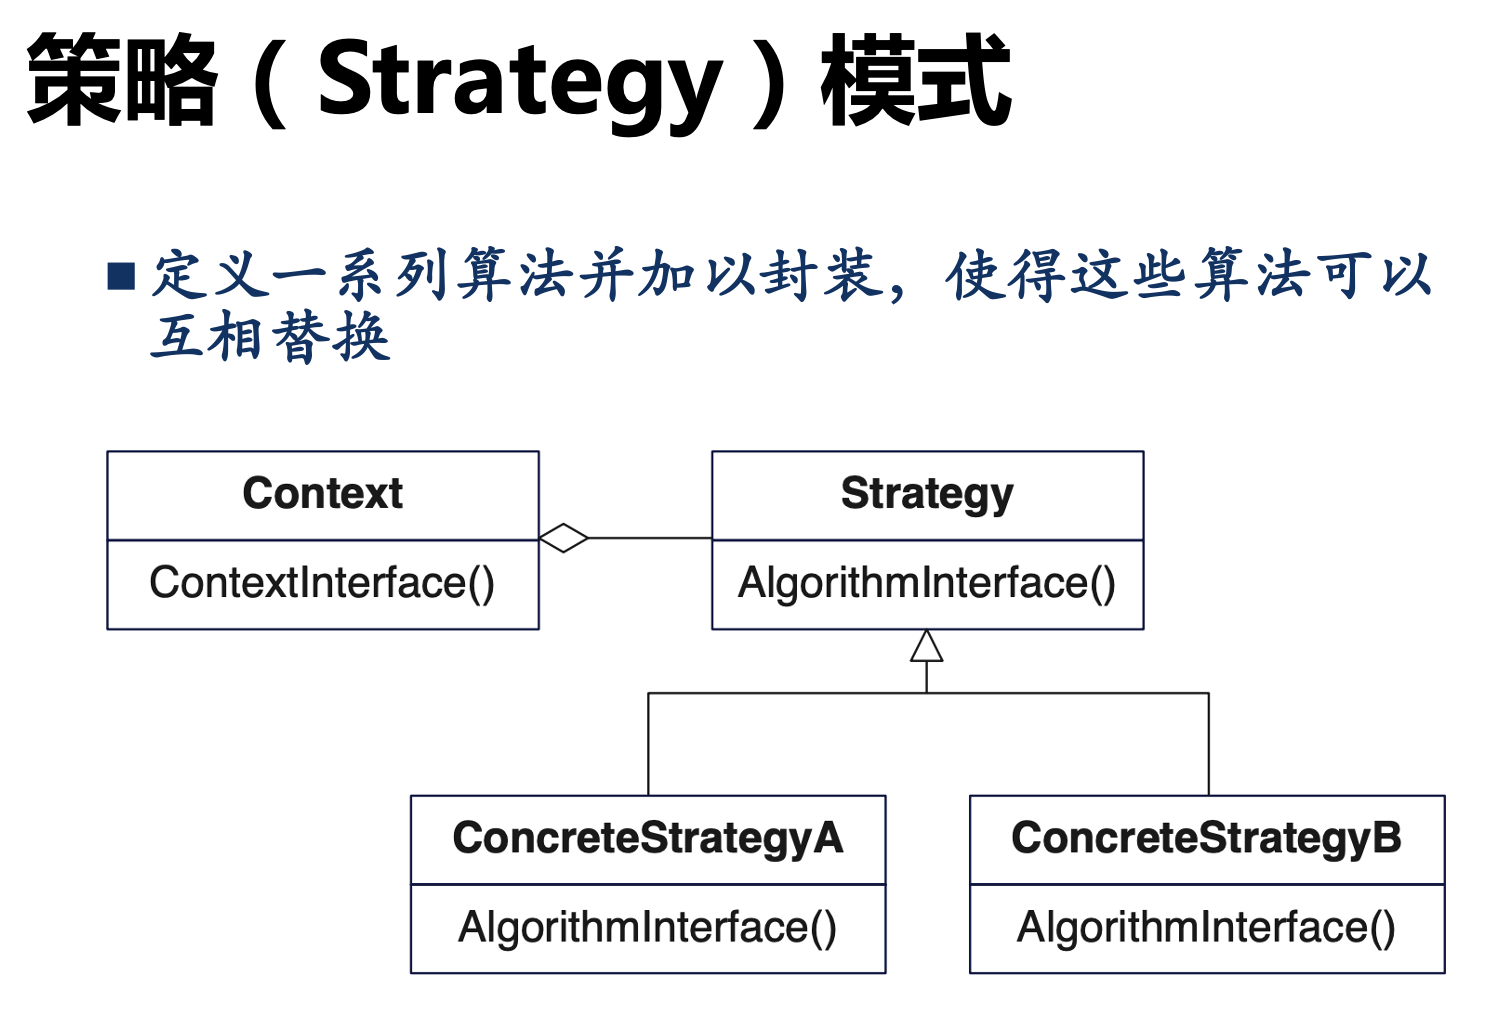 策略（Strategy）模式
定义一系列算法并加以封装，使得这些算法可以
互相替换
Context
ContextInterface()
Strategy
AlgorithmInterface()
ConcreteStrategyA
AlgorithmInterface()
ConcreteStrategyB
AlgorithmInterface()